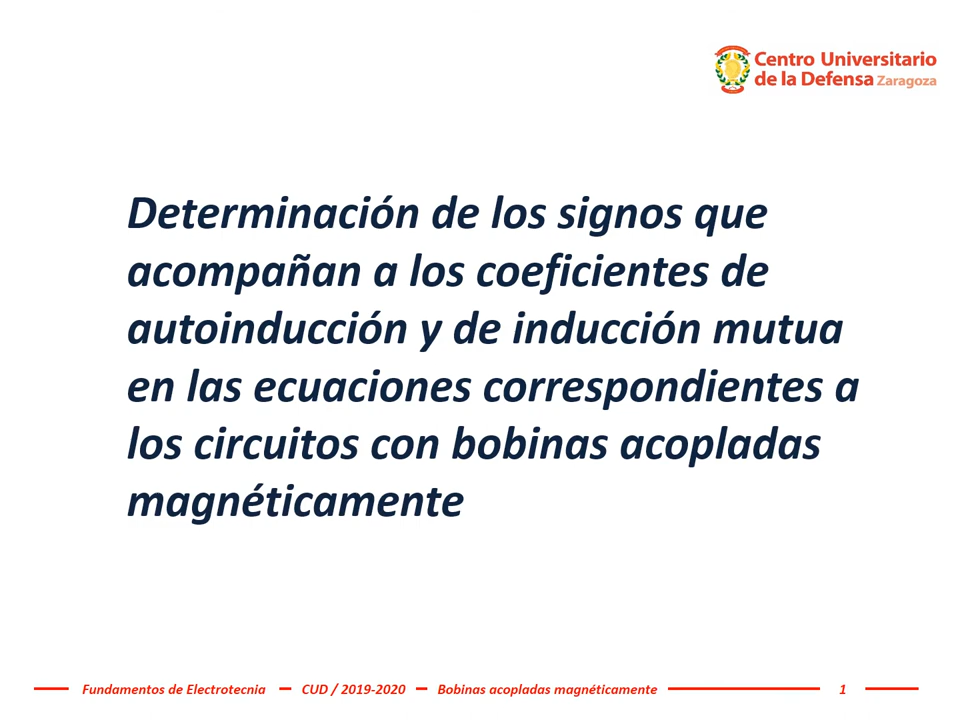 Centro Universitario
de la Defensa Zaragoza
Determinación de los signos que
acompañan a los coeficientes de
autoinducción y de inducción mutua
en las ecuaciones correspondientes a
los circuitos con bobinas acopladas
magnéticamente
Fundamentos de Electrotecnia CUD / 2019-2020 Bobinas acopladas magnéticamente 1